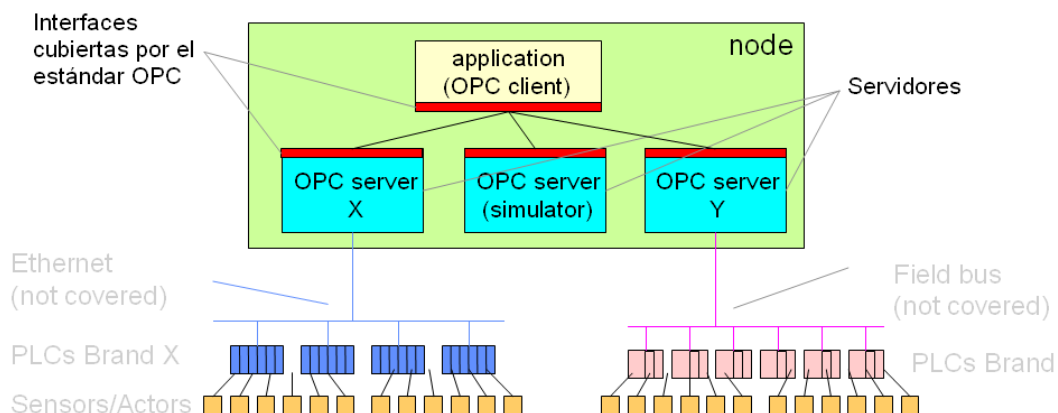 Interfaces
cubiertas por el
estándar OPC
node
application
(OPC client)
Servidores
OPC server
X
OPC server
(simulator)
OPC server
Y
Ethernet
(not covered)
Field bus
(not covered)
PLCs Brand X
PLCs Brand
Sensors/Actors